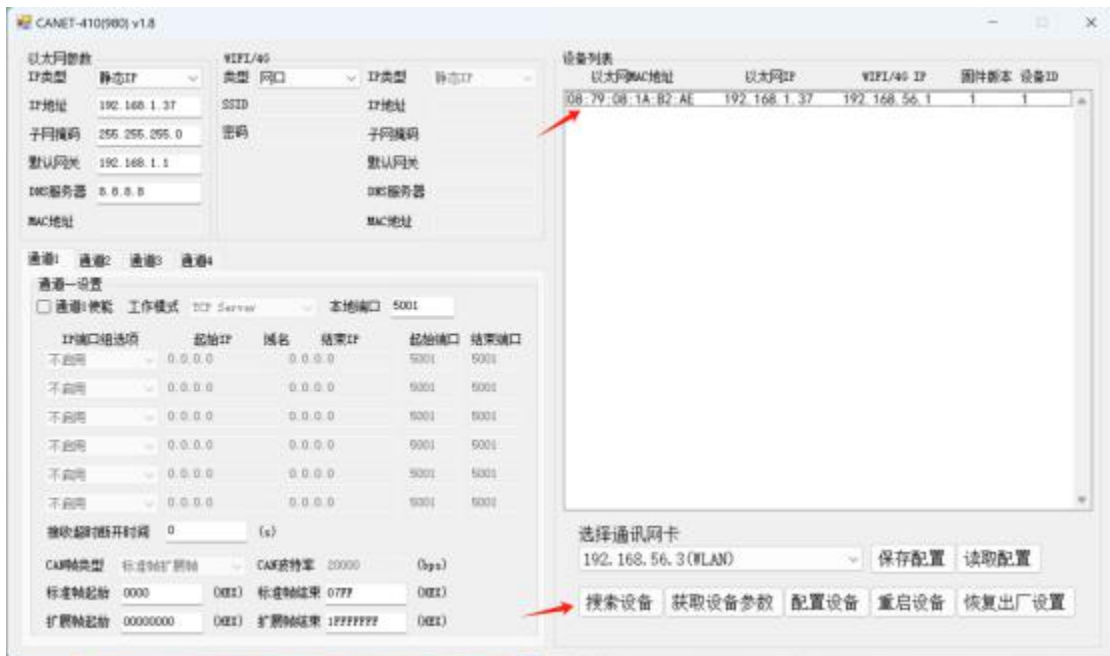 CANET-410(980) v1.8
以太网参数
IP类型 静态IP
IP地址 192.168.1.37
子网掩码 255.255.255.0
默认网关 192.168.1.1
DNS服务器 8.8.8.8
MAC地址
WIFI/4G
类型 网口 IP类型 静态IP
SSID IP地址
密码 子网掩码
默认网关
DNS服务器
MAC地址
通道1 通道2 通道3 通道4
通道一设置
通道1使能 工作模式 TCP Server 本地端口 5001
IP端口组选项 起始IP 域名 结束IP 起始端口 结束端口
不启用 0.0.0.0 0.0.0.0 5001 5001
不启用 0.0.0.0 0.0.0.0 5001 5001
不启用 0.0.0.0 0.0.0.0 5001 5001
不启用 0.0.0.0 0.0.0.0 5001 5001
不启用 0.0.0.0 0.0.0.0 5001 5001
不启用 0.0.0.0 0.0.0.0 5001 5001
接收超时断开时间 0 (s)
CAN帧类型 标准帧扩展帧 CAN波特率 20000 (bps)
标准帧起始 0000 (HEX) 标准帧结束 07FF (HEX)
扩展帧起始 00000000 (HEX) 扩展帧结束 1FFFFFFF (HEX)
设备列表
以太网MAC地址 以太网IP WIFI/4G IP 固件版本 设备ID
08:79:08:1A:B2:AE 192.168.1.37 192.168.56.1 1 1
选择通讯网卡
192.168.56.3(WLAN) 保存配置 读取配置
搜索设备 获取设备参数 配置设备 重启设备 恢复出厂设置